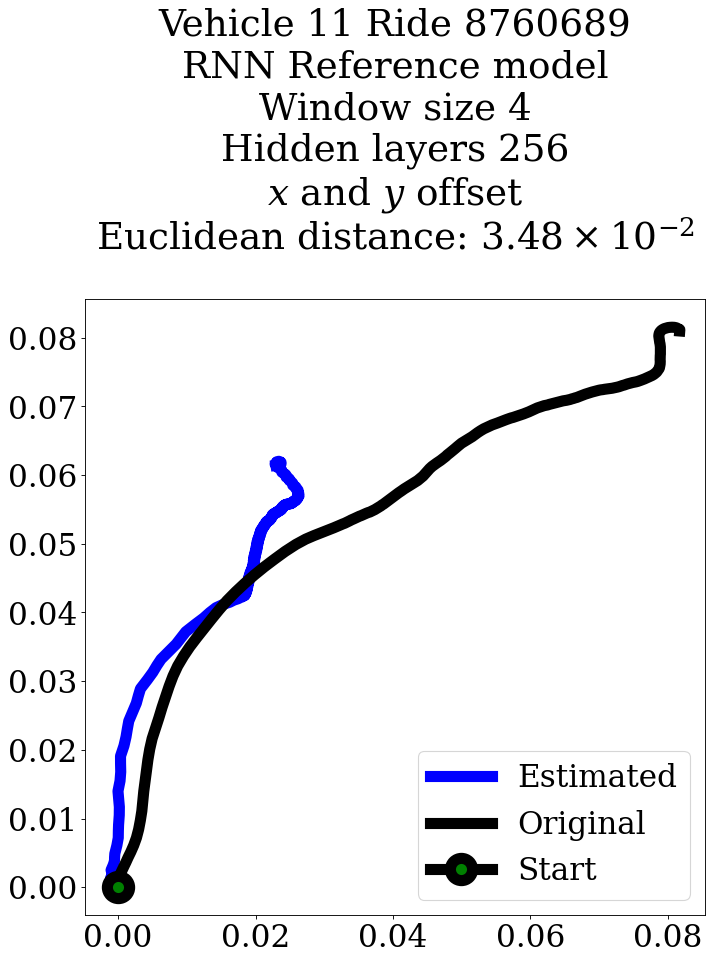 Vehicle 11 Ride 8760689
RNN Reference model
Window size 4
Hidden layers 256
x and y offset
Euclidean distance: 3.48 × 10⁻²
0.08
0.07
0.06
0.05
0.04
0.03
0.02
0.01
0.00
Estimated
Original
Start
0.00 0.02 0.04 0.06 0.08